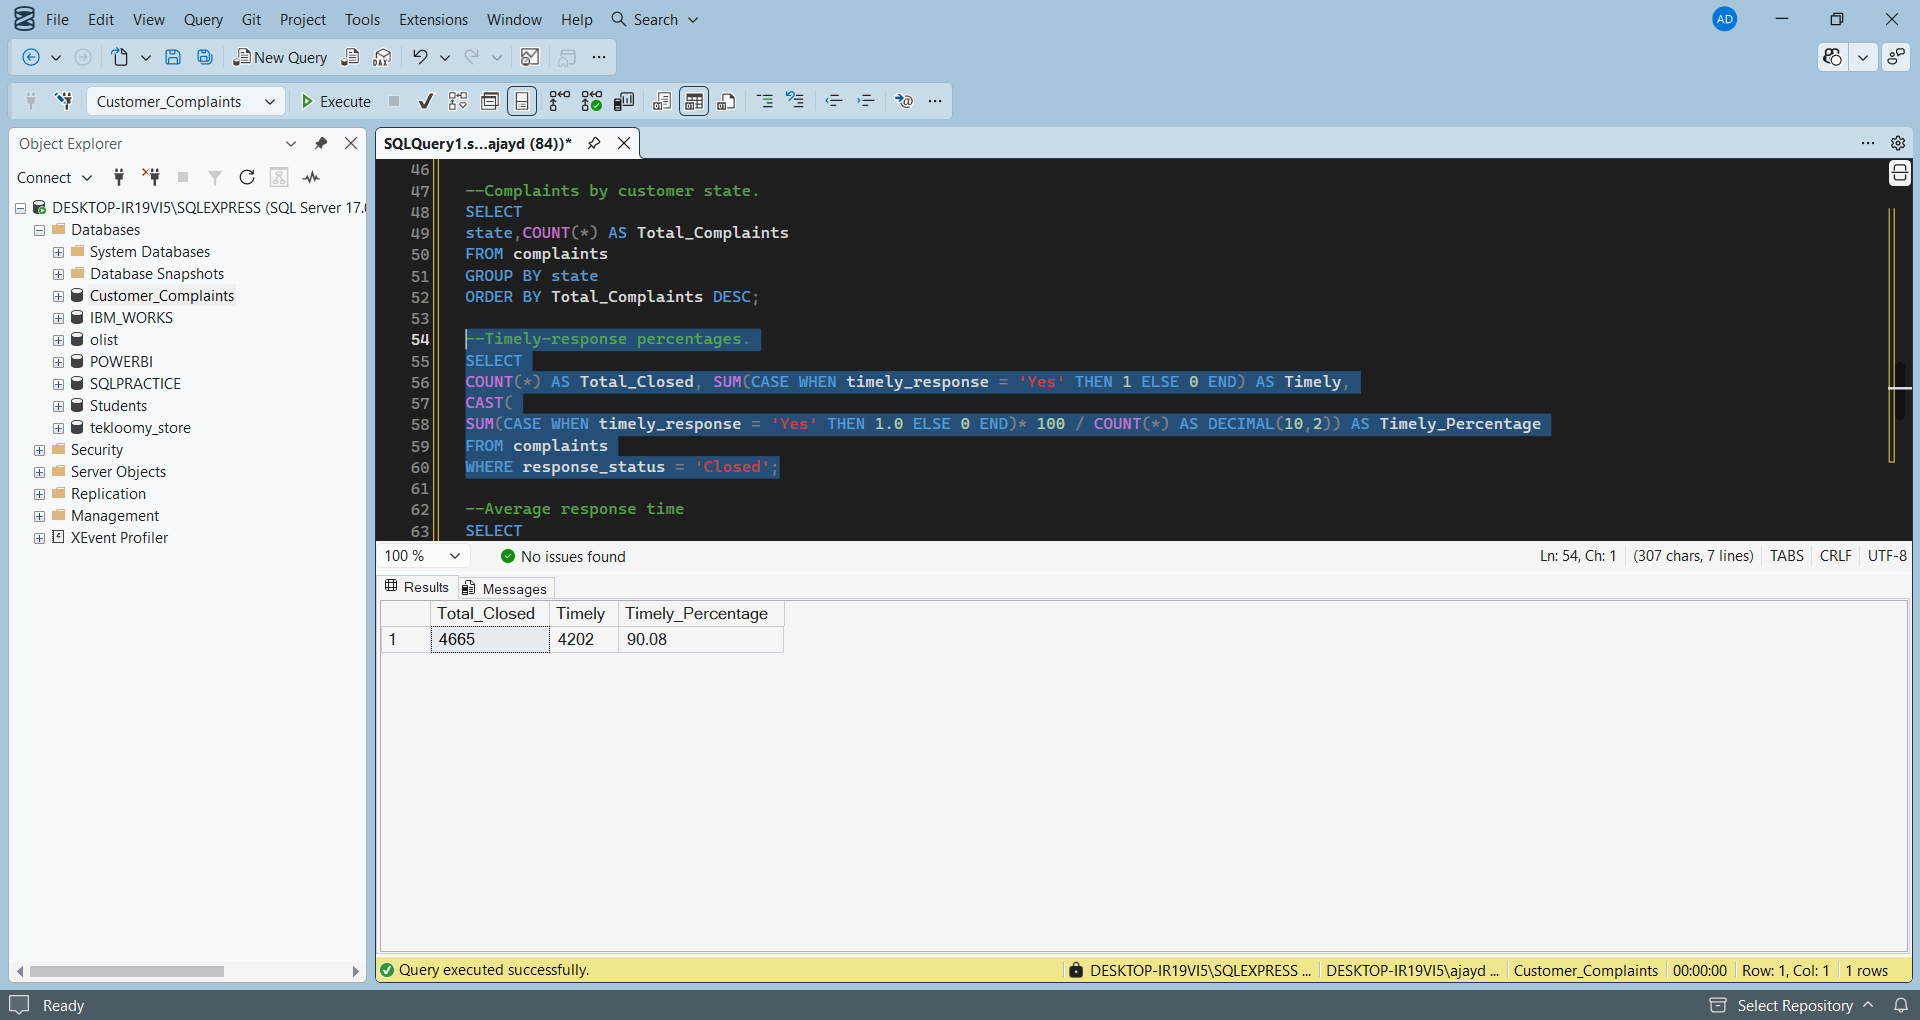 File Edit View Query Git Project Tools Extensions Window Help Search AD
New Query DAX
Customer_Complaints Execute
Object Explorer
Connect
DESKTOP-IR19VI5\SQLEXPRESS (SQL Server 17.0
Databases
System Databases
Database Snapshots
Customer_Complaints
IBM_WORKS
olist
POWERBI
SQLPRACTICE
Students
tekloomy_store
Security
Server Objects
Replication
Management
XEvent Profiler
SQLQuery1.s...ajayd (84))*
46
47 --Complaints by customer state.
48 SELECT
49 state,COUNT(*) AS Total_Complaints
50 FROM complaints
51 GROUP BY state
52 ORDER BY Total_Complaints DESC;
53
54 --Timely-response percentages.
55 SELECT
56 COUNT(*) AS Total_Closed, SUM(CASE WHEN timely_response = 'Yes' THEN 1 ELSE 0 END) AS Timely,
57 CAST(
58 SUM(CASE WHEN timely_response = 'Yes' THEN 1.0 ELSE 0 END)* 100 / COUNT(*) AS DECIMAL(10,2)) AS Timely_Percentage
59 FROM complaints
60 WHERE response_status = 'Closed';
61
62 --Average response time
63 SELECT
100 % No issues found Ln: 54, Ch: 1 (307 chars, 7 lines) TABS CRLF UTF-8
Results Messages
Total_Closed Timely Timely_Percentage
1 4665 4202 90.08
Query executed successfully. DESKTOP-IR19VI5\SQLEXPRESS ... DESKTOP-IR19VI5\ajayd ... Customer_Complaints 00:00:00 Row: 1, Col: 1 1 rows
Ready Select Repository